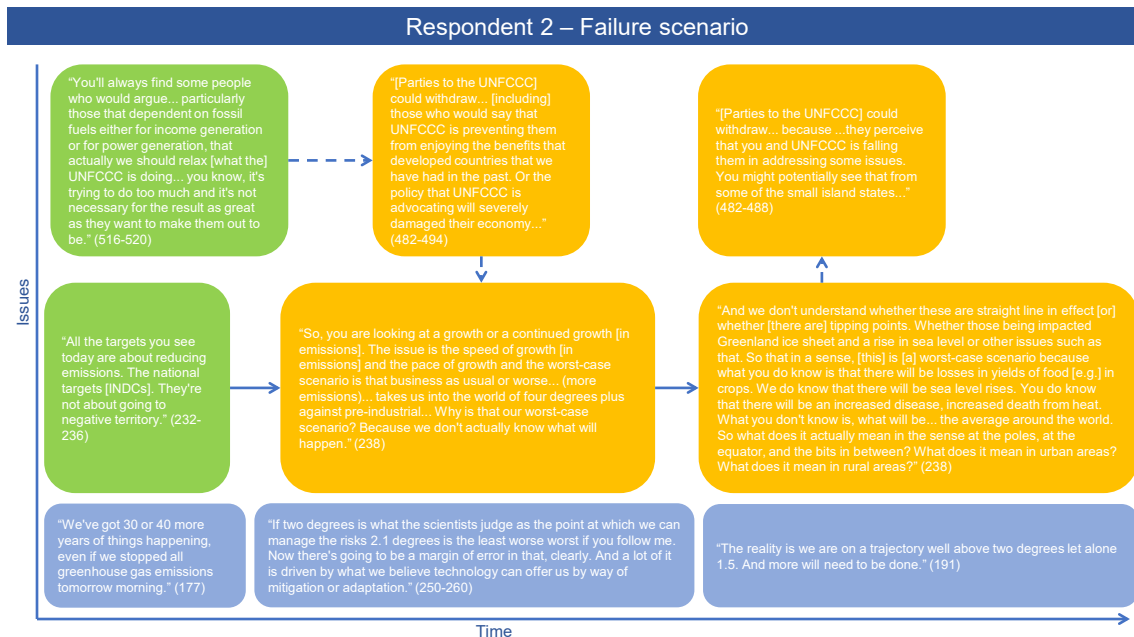 Respondent 2 – Failure scenario
“You'll always find some people
who would argue... particularly
those that dependent on fossil
fuels either for income generation
or for power generation, that
actually we should relax [what the]
UNFCCC is doing... you know, it's
trying to do too much and it's not
necessary for the result as great
as they want to make them out to
be.” (516-520)
“[Parties to the UNFCCC]
could withdraw... [including]
those who would say that
UNFCCC is preventing them
from enjoying the benefits that
developed countries that we
have had in the past. Or the
policy that UNFCCC is
advocating will severely
damaged their economy...”
(482-494)
“[Parties to the UNFCCC] could
withdraw... because ...they perceive
that you and UNFCCC is falling
them in addressing some issues.
You might potentially see that from
some of the small island states...”
(482-488)
Issues
“All the targets you see
today are about reducing
emissions. The national
targets [INDCs]. They're
not about going to
negative territory.” (232-
236)
“So, you are looking at a growth or a continued growth [in
emissions]. The issue is the speed of growth [in
emissions] and the pace of growth and the worst-case
scenario is that business as usual or worse... (more
emissions)... takes us into the world of four degrees plus
against pre-industrial... Why is that our worst-case
scenario? Because we don't actually know what will
happen.” (238)
“And we don't understand whether these are straight line in effect [or]
whether [there are] tipping points. Whether those being impacted
Greenland ice sheet and a rise in sea level or other issues such as
that. So that in a sense, [this] is [a] worst-case scenario because
what you do know is that there will be losses in yields of food [e.g.] in
crops. We do know that there will be sea level rises. You do know
that there will be an increased disease, increased death from heat.
What you don't know is, what will be... the average around the world.
So what does it actually mean in the sense at the poles, at the
equator, and the bits in between? What does it mean in urban areas?
What does it mean in rural areas?” (238)
“We've got 30 or 40 more
years of things happening,
even if we stopped all
greenhouse gas emissions
tomorrow morning.” (177)
“If two degrees is what the scientists judge as the point at which we can
manage the risks 2.1 degrees is the least worse worst if you follow me.
Now there's going to be a margin of error in that, clearly. And a lot of it
is driven by what we believe technology can offer us by way of
mitigation or adaptation.” (250-260)
“The reality is we are on a trajectory well above two degrees let alone
1.5. And more will need to be done.” (191)
Time